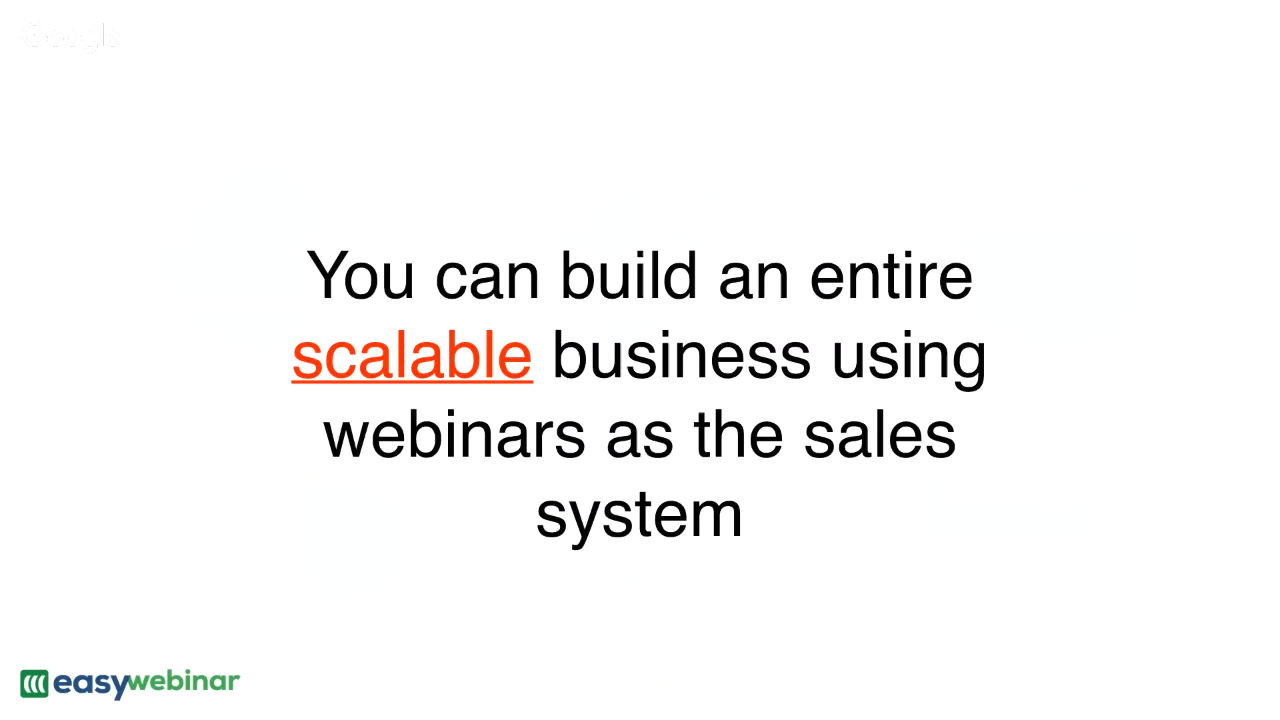 You can build an entire
scalable business using
webinars as the sales
system
easywebinar